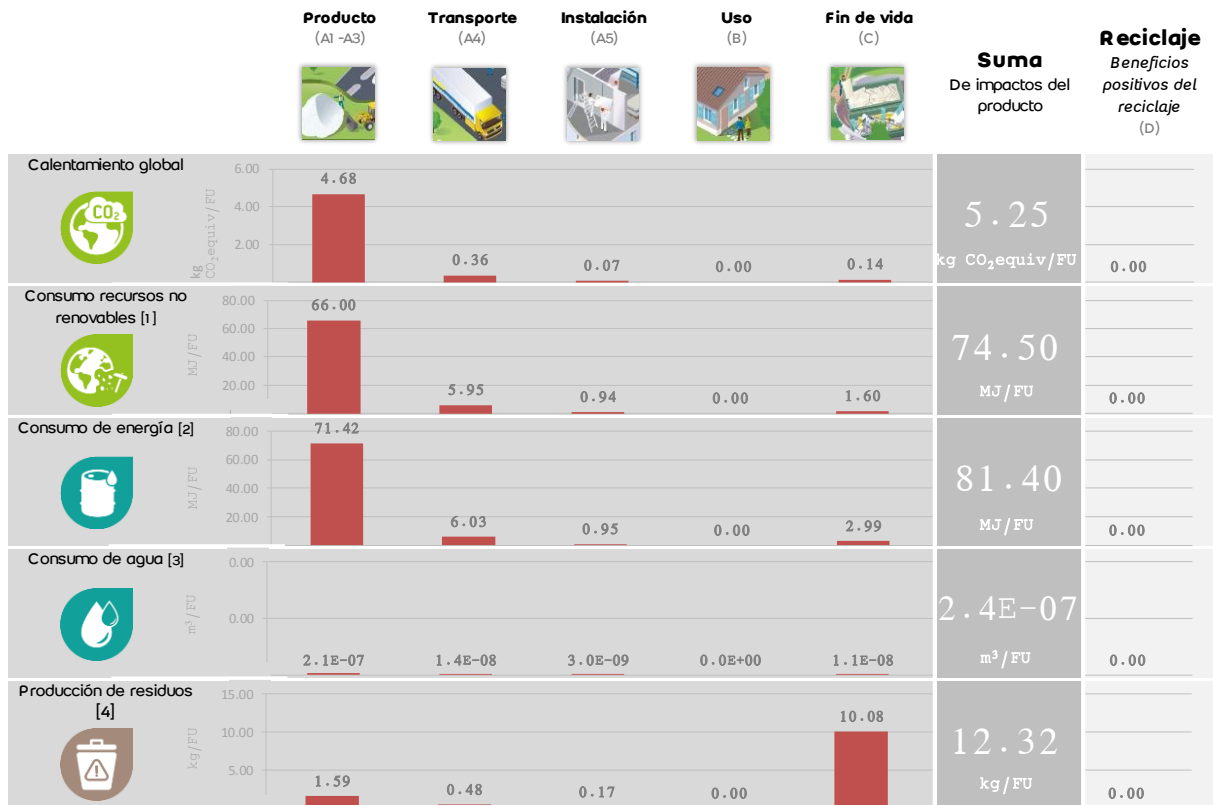 Producto
(A1 -A3)
Transporte
(A4)
Instalación
(A5)
Uso
(B)
Fin de vida
(C)
Suma
De impactos del
producto
Reciclaje
Beneficios
positivos del
reciclaje
(D)
Calentamiento global
CO2
kg
CO₂equiv/FU
6.00
4.00
2.00
4.68
0.36
0.07
0.00
0.14
5.25
kg CO₂equiv/FU
0.00
Consumo recursos no
renovables [1]
MJ/FU
80.00
60.00
40.00
20.00
66.00
5.95
0.94
0.00
1.60
74.50
MJ/FU
0.00
Consumo de energía [2]
MJ/FU
80.00
60.00
40.00
20.00
71.42
6.03
0.95
0.00
2.99
81.40
MJ/FU
0.00
Consumo de agua [3]
m³/FU
0.00
0.00
2.1E-07
1.4E-08
3.0E-09
0.0E+00
1.1E-08
2.4E-07
m³/FU
0.00
Producción de residuos
[4]
kg/FU
15.00
10.00
5.00
1.59
0.48
0.17
0.00
10.08
12.32
kg/FU
0.00